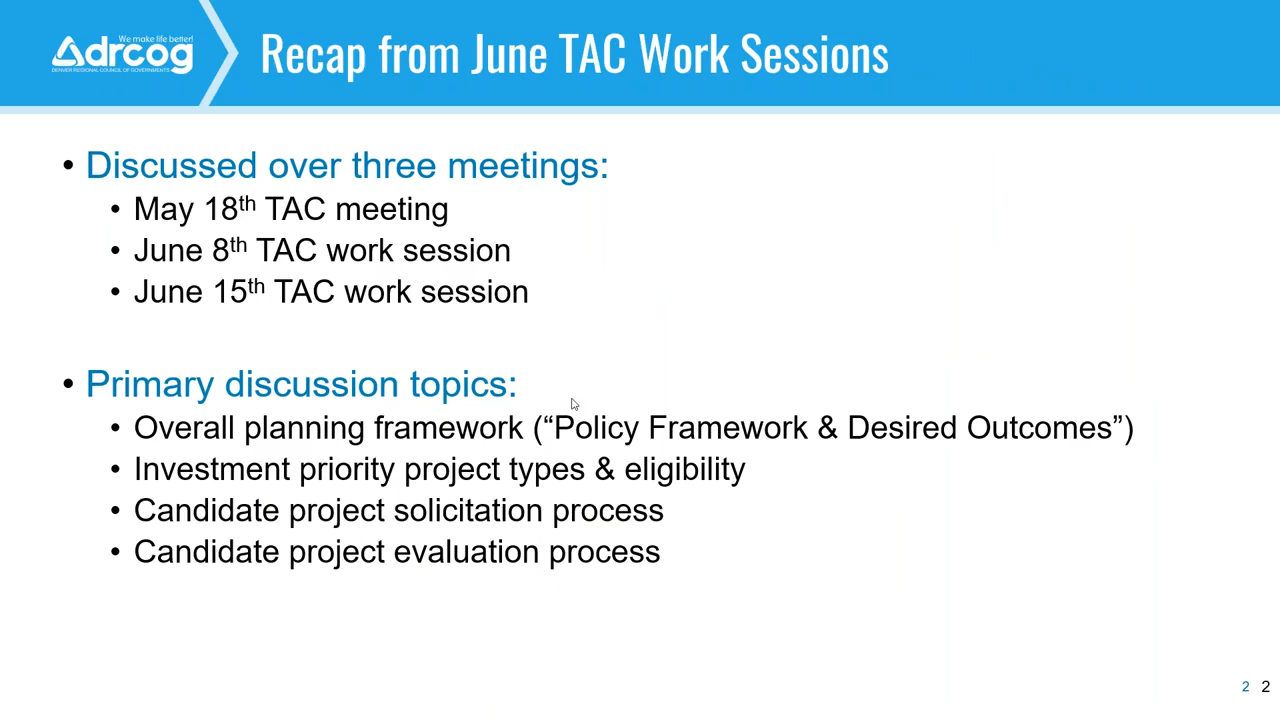 We make life better!
drcog
DENVER REGIONAL COUNCIL OF GOVERNMENTS
Recap from June TAC Work Sessions
• Discussed over three meetings:
• May 18th TAC meeting
• June 8th TAC work session
• June 15th TAC work session
• Primary discussion topics:
• Overall planning framework (“Policy Framework & Desired Outcomes”)
• Investment priority project types & eligibility
• Candidate project solicitation process
• Candidate project evaluation process
2 2